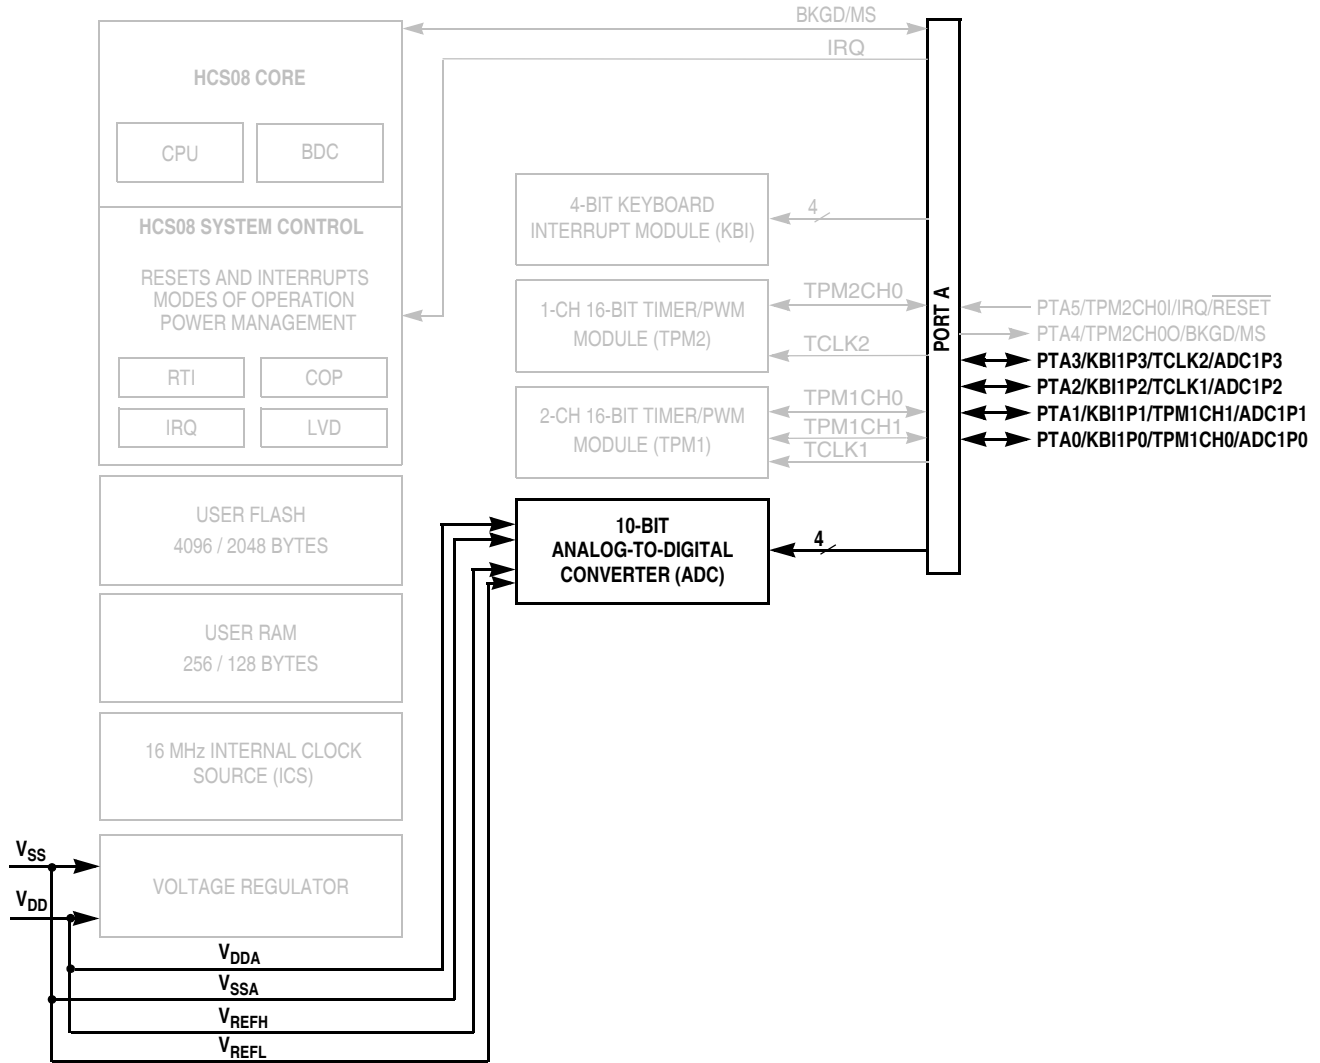 BKGD/MS
IRQ
HCS08 CORE
CPU
BDC
HCS08 SYSTEM CONTROL
RESETS AND INTERRUPTS
MODES OF OPERATION
POWER MANAGEMENT
RTI
COP
IRQ
LVD
USER FLASH
4096 / 2048 BYTES
USER RAM
256 / 128 BYTES
16 MHz INTERNAL CLOCK
SOURCE (ICS)
VOLTAGE REGULATOR
VSS
VDD
VDDA
VSSA
VREFH
VREFL
4-BIT KEYBOARD
INTERRUPT MODULE (KBI)
4
1-CH 16-BIT TIMER/PWM
MODULE (TPM2)
TPM2CH0
TCLK2
2-CH 16-BIT TIMER/PWM
MODULE (TPM1)
TPM1CH0
TPM1CH1
TCLK1
10-BIT
ANALOG-TO-DIGITAL
CONVERTER (ADC)
4
PORT A
PTA5/TPM2CH0I/IRQ/RESET
PTA4/TPM2CH0O/BKGD/MS
PTA3/KBI1P3/TCLK2/ADC1P3
PTA2/KBI1P2/TCLK1/ADC1P2
PTA1/KBI1P1/TPM1CH1/ADC1P1
PTA0/KBI1P0/TPM1CH0/ADC1P0